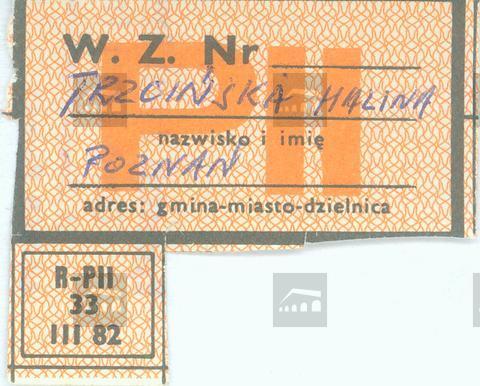 W. Z. Nr
TRZCIŃSKA HALINA
nazwisko i imię
POZNAŃ
adres: gmina-miasto-dzielnica
PII
R-PII
33
III 82